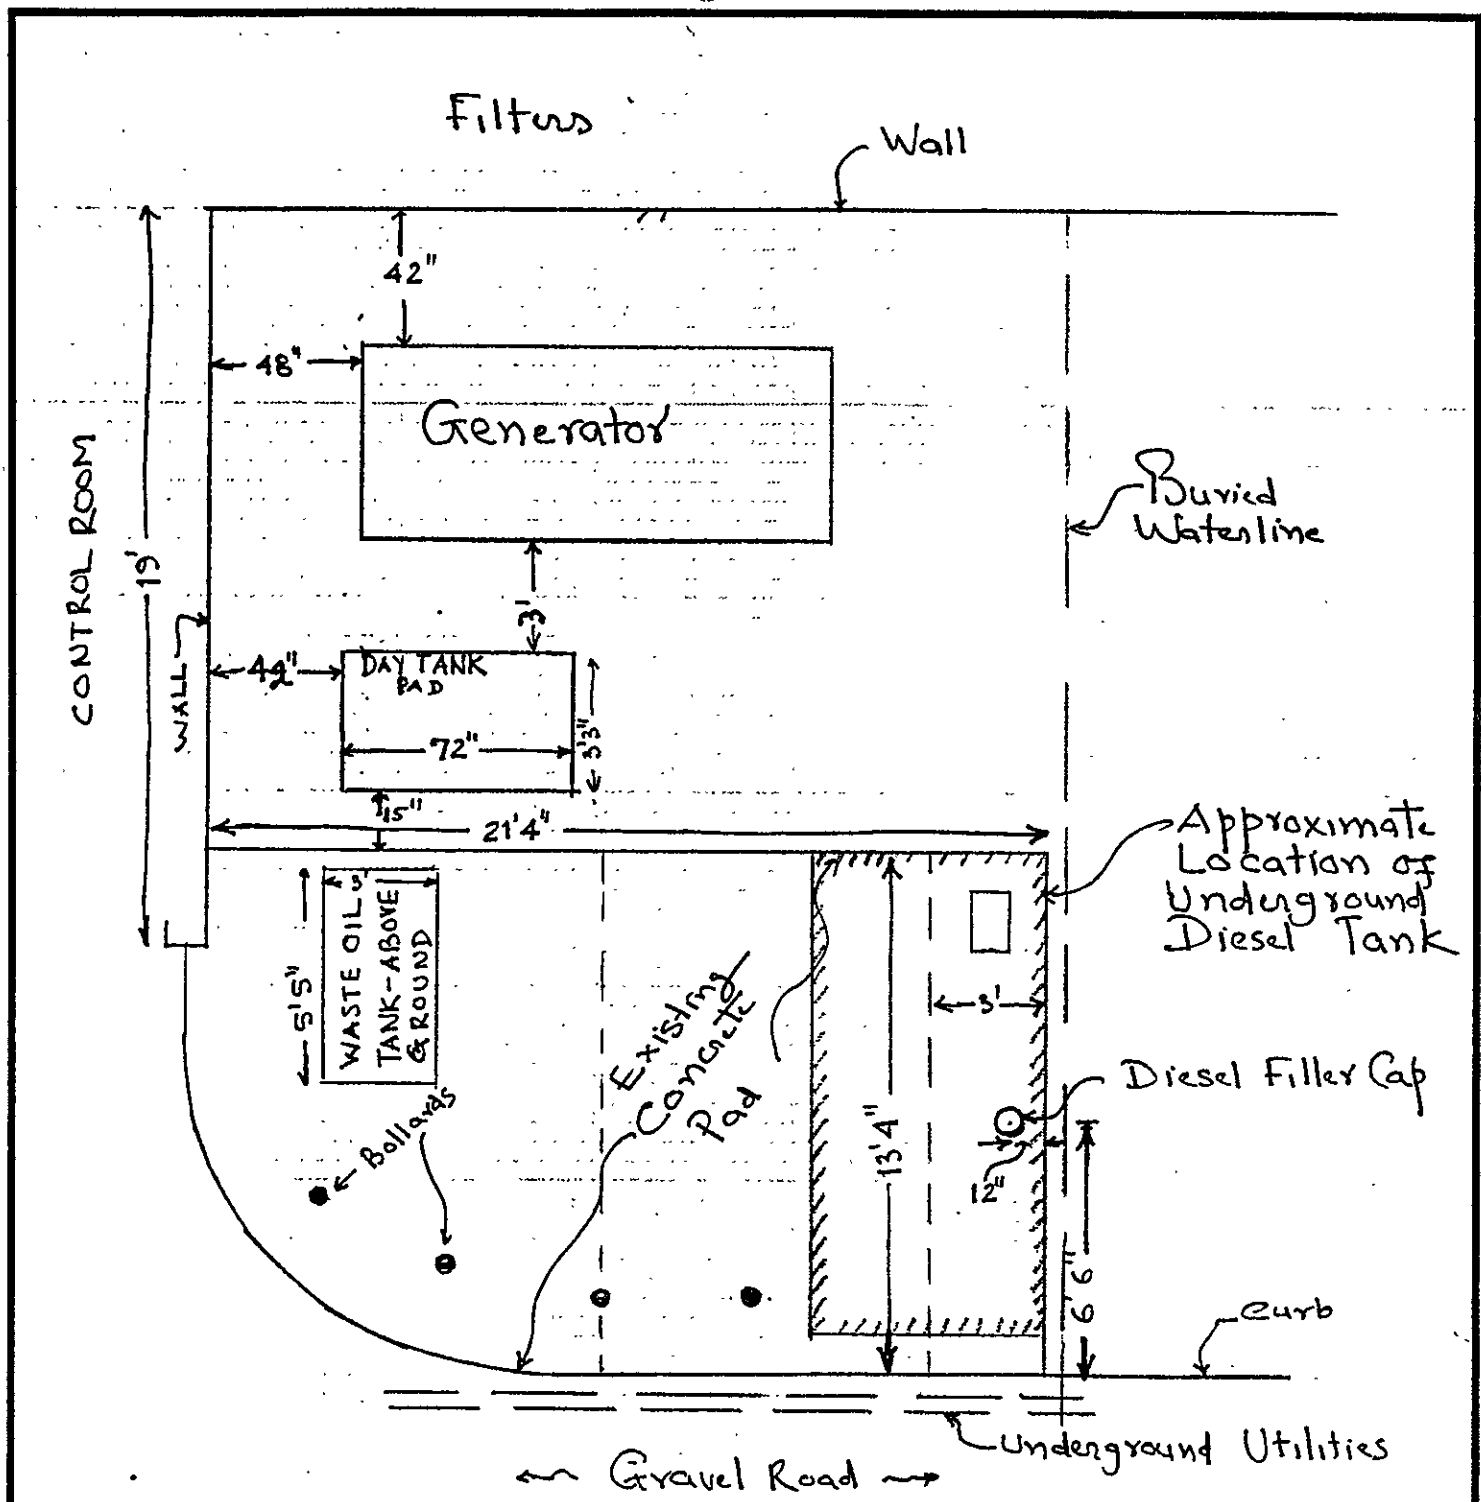 Filters
Wall
42"
48"
Generator
CONTROL ROOM
19'
WALL
Buried
Waterline
3'
DAY TANK
PAD
72"
3'3"
15"
21'4"
Approximate
Location of
Underground
Diesel Tank
3'
5'5"
WASTE OIL
TANK-ABOVE
GROUND
Existing
Concrete
Pad
3'
Bollards
13'4"
Diesel Filler Cap
12"
6'6"
Curb
Underground Utilities
Gravel Road